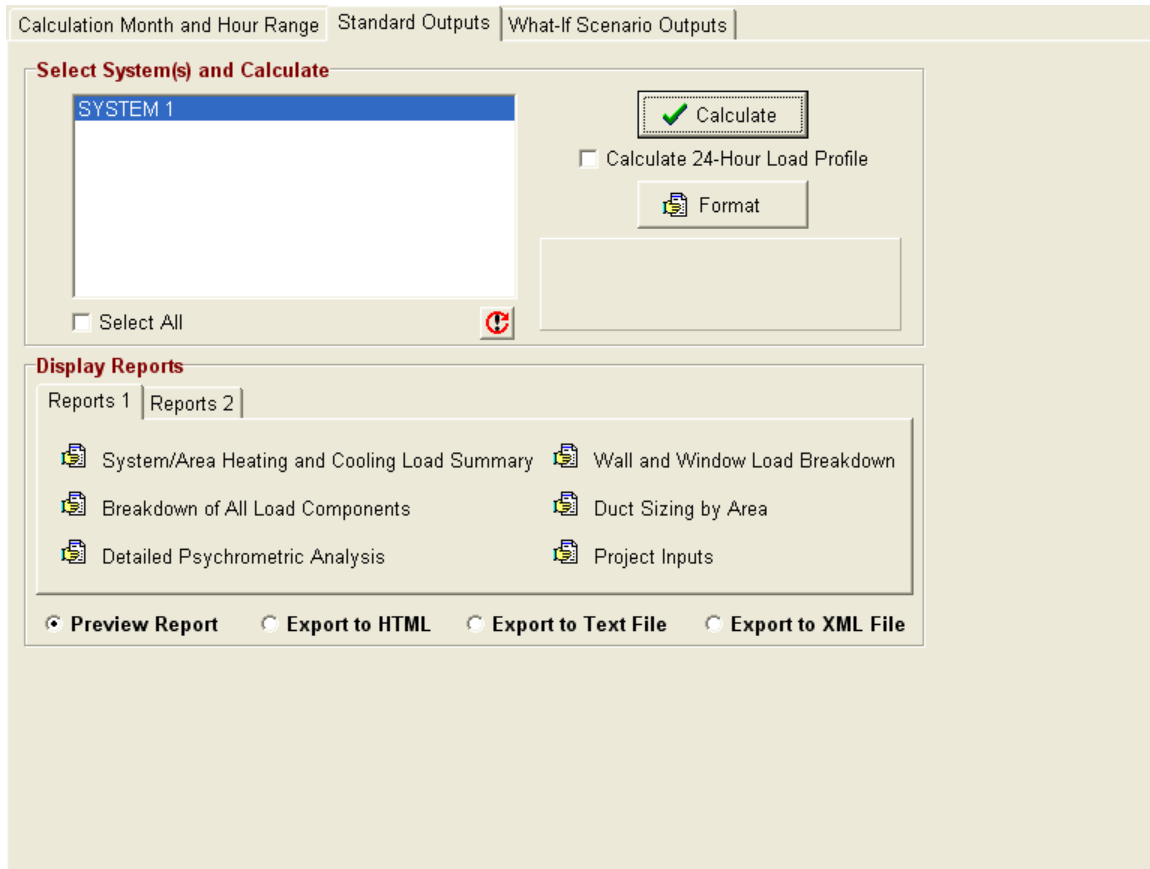 Calculation Month and Hour Range Standard Outputs What-If Scenario Outputs
Select System(s) and Calculate
SYSTEM 1
Calculate
Calculate 24-Hour Load Profile
Format
Select All
Display Reports
Reports 1 Reports 2
System/Area Heating and Cooling Load Summary Wall and Window Load Breakdown
Breakdown of All Load Components Duct Sizing by Area
Detailed Psychrometric Analysis Project Inputs
Preview Report Export to HTML Export to Text File Export to XML File